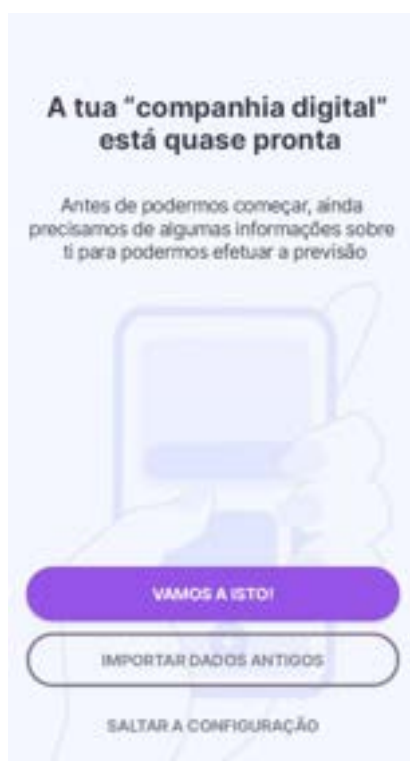 A tua “companhia digital”
está quase pronta
Antes de podermos começar, ainda
precisamos de algumas informações sobre
ti para podermos efetuar a previsão
VAMOS A ISTO!
IMPORTAR DADOS ANTIGOS
SALTAR A CONFIGURAÇÃO